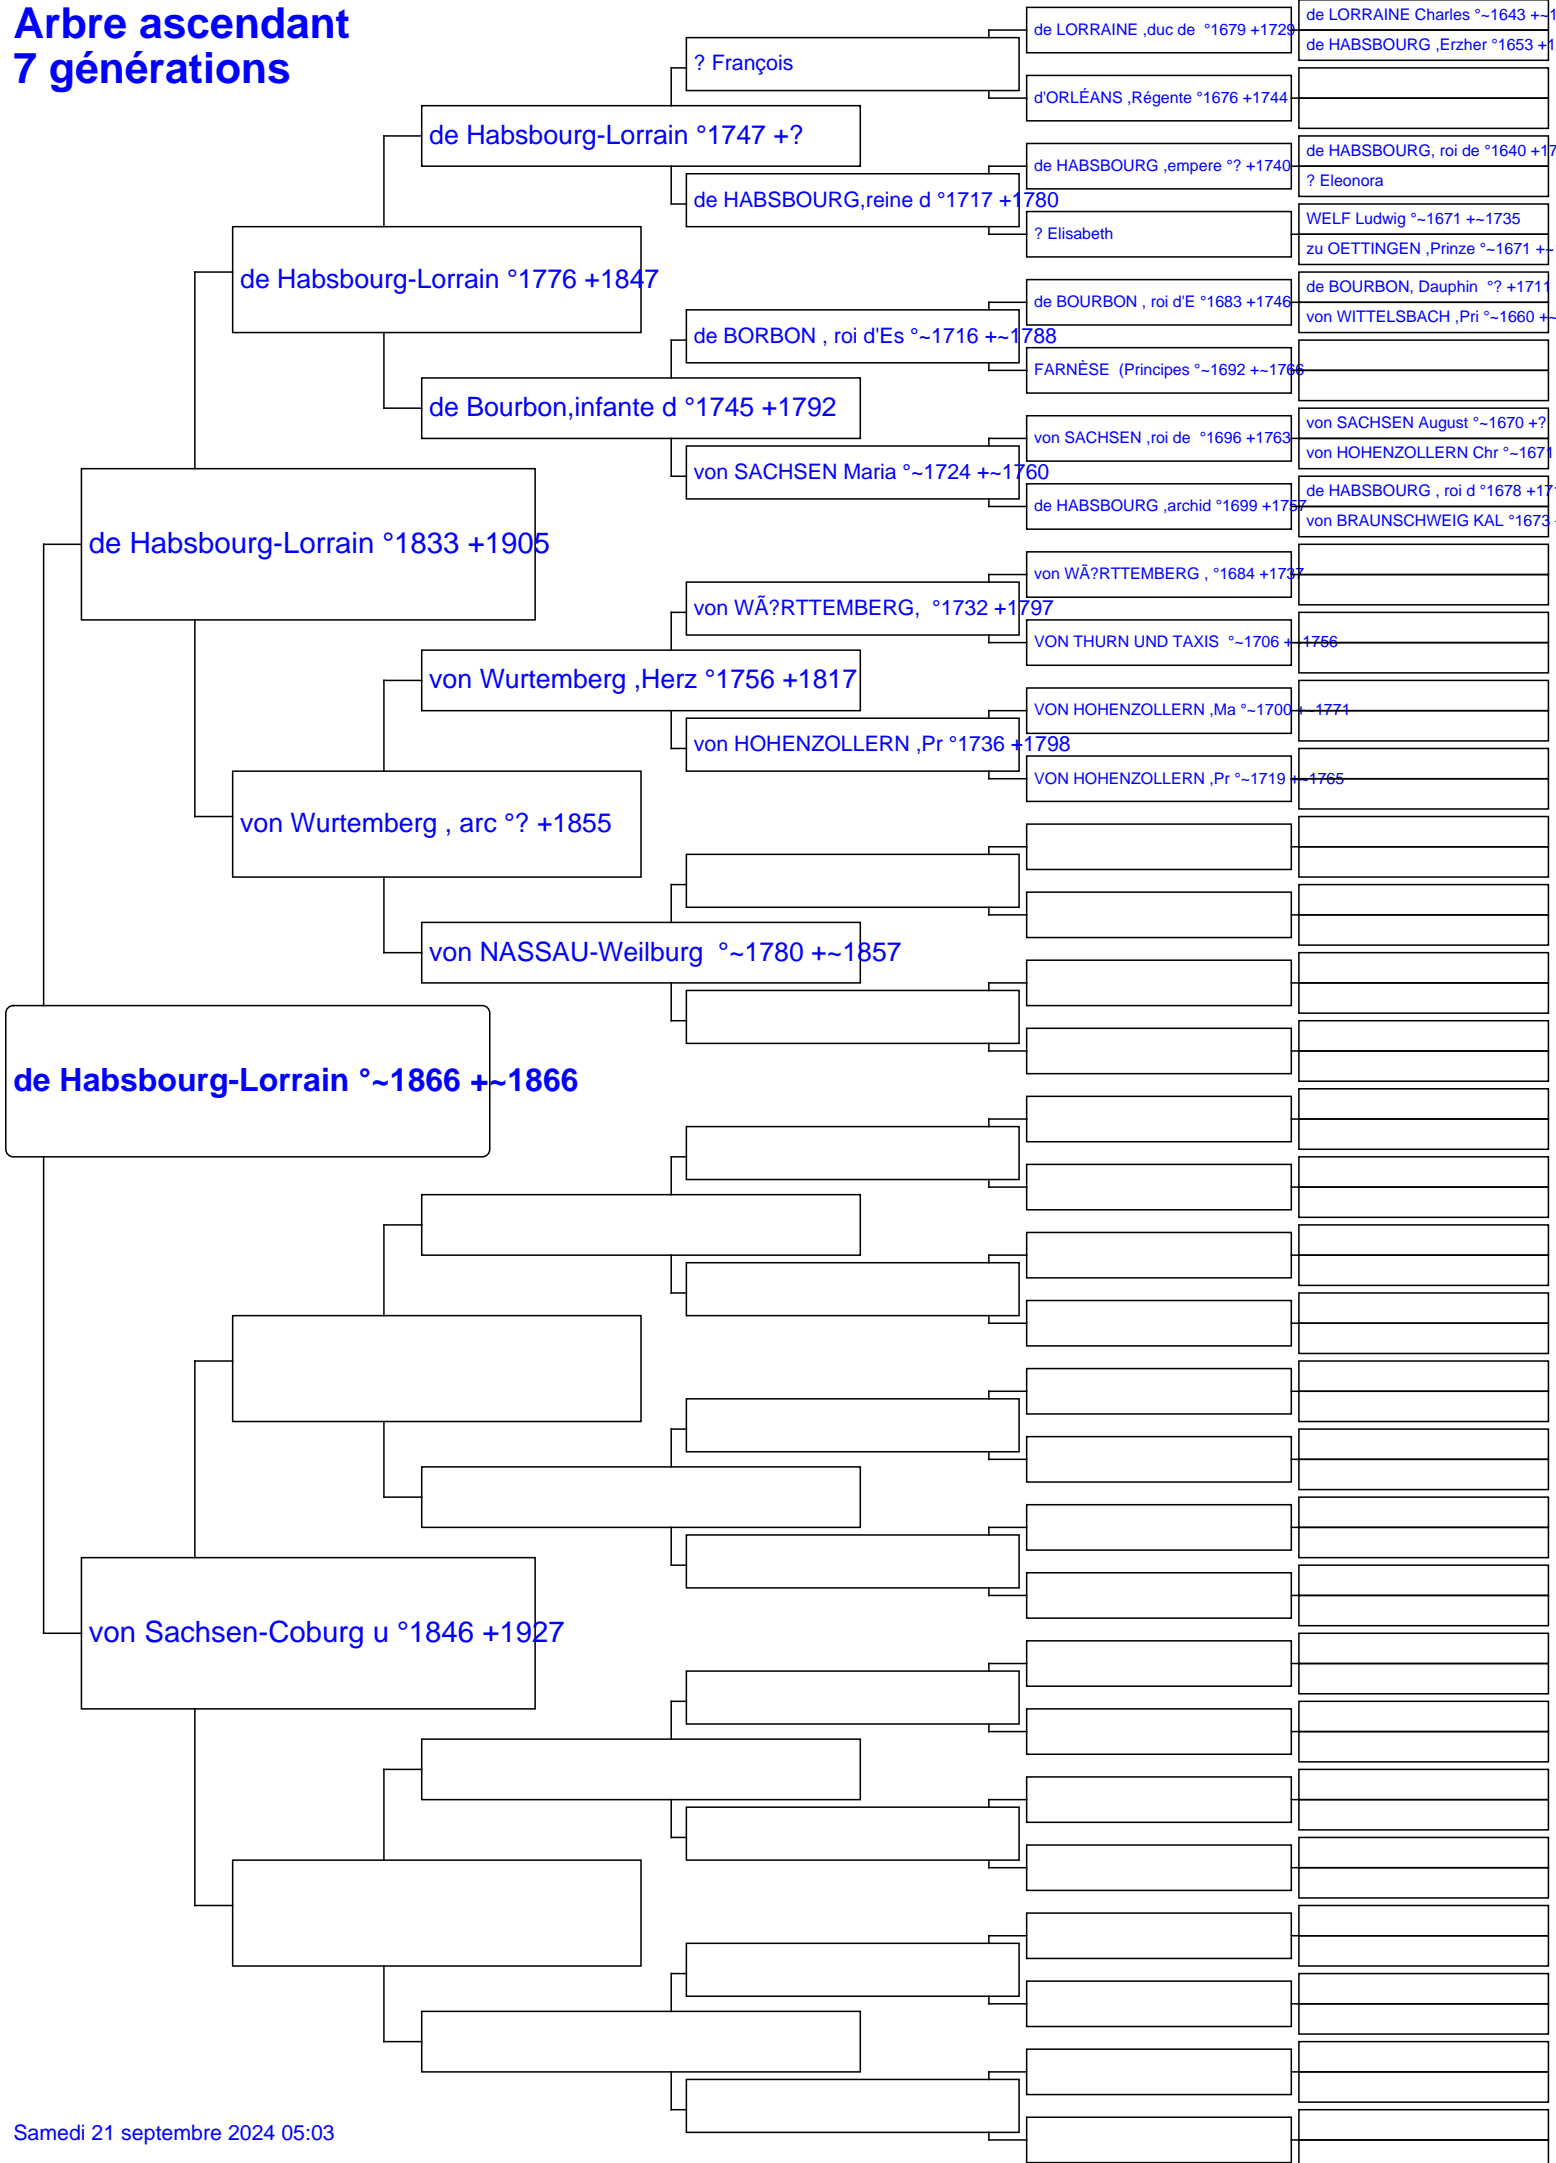 Arbre ascendant
7 générations
de LORRAINE ,duc de  °1679 +1729
de LORRAINE Charles °~1643 +~1
de HABSBOURG ,Erzher °1653 +1
? François
d'ORLÉANS ,Régente °1676 +1744
de Habsbourg-Lorrain °1747 +?
de HABSBOURG ,empere °? +1740
de HABSBOURG, roi de °1640 +17
? Eleonora
de HABSBOURG,reine d °1717 +1780
? Elisabeth
WELF Ludwig °~1671 +~1735
zu OETTINGEN ,Prinze °~1671 +~
de Habsbourg-Lorrain °1776 +1847
de BOURBON , roi d'E °1683 +1746
de BOURBON, Dauphin  °? +1711
von WITTELSBACH ,Pri °~1660 +~
de BORBON , roi d'Es °~1716 +~1788
FARNÈSE  (Principes °~1692 +~1766
de Bourbon,infante d °1745 +1792
von SACHSEN ,roi de  °1696 +1763
von SACHSEN August °~1670 +?
von HOHENZOLLERN Chr °~1671
von SACHSEN Maria °~1724 +~1760
de HABSBOURG ,archid °1699 +1757
de HABSBOURG , roi d °1678 +171
von BRAUNSCHWEIG KAL °1673
de Habsbourg-Lorrain °1833 +1905
von WÃ?RTTEMBERG , °1684 +1737
von WÃ?RTTEMBERG,  °1732 +1797
VON THURN UND TAXIS  °~1706 +~1756
von Wurtemberg ,Herz °1756 +1817
VON HOHENZOLLERN ,Ma °~1700 +~1771
von HOHENZOLLERN ,Pr °1736 +1798
VON HOHENZOLLERN ,Pr °~1719 +~1765
von Wurtemberg , arc °? +1855
von NASSAU-Weilburg  °~1780 +~1857
de Habsbourg-Lorrain °~1866 +~1866
von Sachsen-Coburg u °1846 +1927
Samedi 21 septembre 2024 05:03